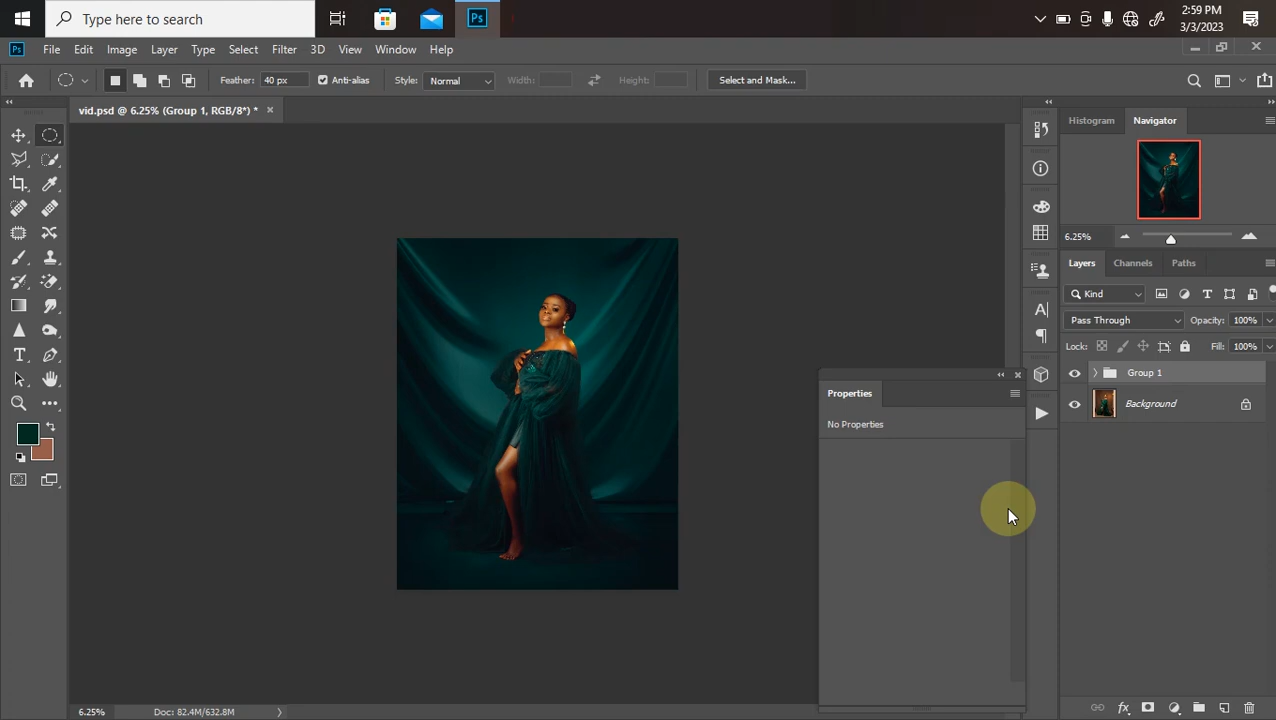 Type here to search
Ps
2:59 PM
3/3/2023
Ps File Edit Image Layer Type Select Filter 3D View Window Help
Feather: 40 px Anti-alias Style: Normal Width: Height: Select and Mask...
vid.psd @ 6.25% (Group 1, RGB/8*) *
Histogram Navigator
6.25%
Layers Channels Paths
Kind
Pass Through Opacity: 100%
Lock: Fill: 100%
Group 1
Background
Properties
No Properties
6.25% Doc: 82.4M/632.8M